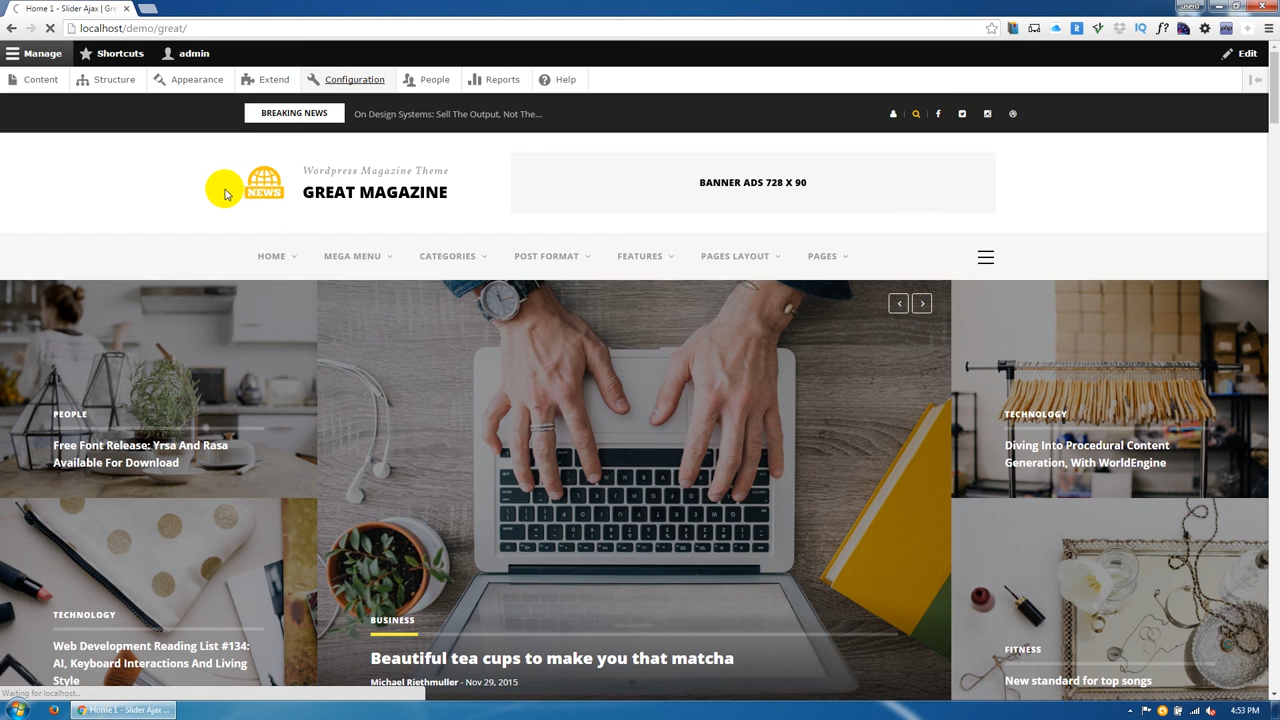 Home 1 - Slider Ajax | Gre
user0
localhost/demo/great/
Manage
Shortcuts
admin
Edit
Content
Structure
Appearance
Extend
Configuration
People
Reports
Help
BREAKING NEWS
On Design Systems: Sell The Output, Not The...
NEWS
Wordpress Magazine Theme
GREAT MAGAZINE
BANNER ADS 728 X 90
HOME
MEGA MENU
CATEGORIES
POST FORMAT
FEATURES
PAGES LAYOUT
PAGES
PEOPLE
Free Font Release: Yrsa And Rasa
Available For Download
TECHNOLOGY
Diving Into Procedural Content
Generation, With WorldEngine
TECHNOLOGY
Web Development Reading List #134:
AI, Keyboard Interactions And Living
Style
BUSINESS
Beautiful tea cups to make you that matcha
Michael Riethmuller - Nov 29, 2015
FITNESS
New standard for top songs
Waiting for localhost...
Home 1 - Slider Ajax ...
4:53 PM